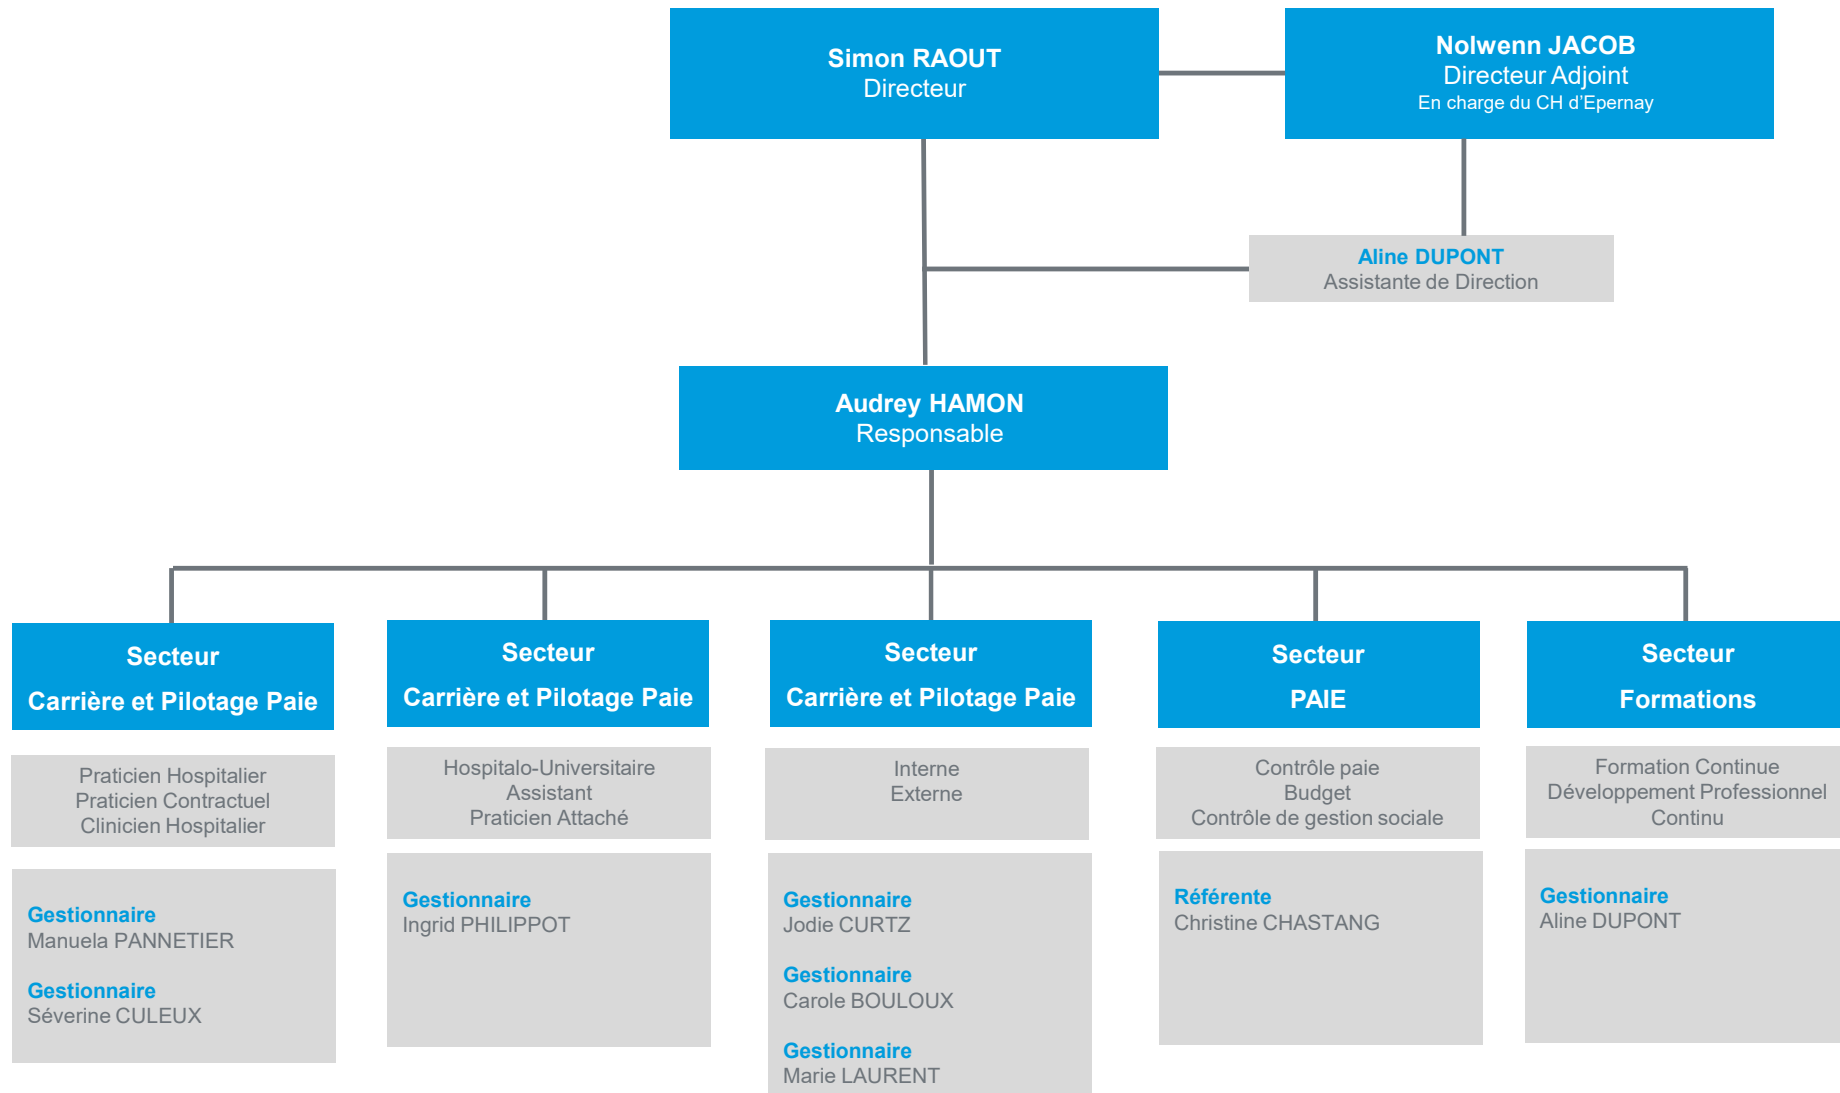 Simon RAOUT
Directeur
Nolwenn JACOB
Directeur Adjoint
En charge du CH d'Epernay
Aline DUPONT
Assistante de Direction
Audrey HAMON
Responsable
Secteur
Carrière et Pilotage Paie
Praticien Hospitalier
Praticien Contractuel
Clinicien Hospitalier
Gestionnaire
Manuela PANNETIER
Gestionnaire
Séverine CULEUX
Secteur
Carrière et Pilotage Paie
Hospitalo-Universitaire
Assistant
Praticien Attaché
Gestionnaire
Ingrid PHILIPPOT
Secteur
Carrière et Pilotage Paie
Interne
Externe
Gestionnaire
Jodie CURTZ
Gestionnaire
Carole BOULOUX
Gestionnaire
Marie LAURENT
Secteur
PAIE
Contrôle paie
Budget
Contrôle de gestion sociale
Référente
Christine CHASTANG
Secteur
Formations
Formation Continue
Développement Professionnel
Continu
Gestionnaire
Aline DUPONT